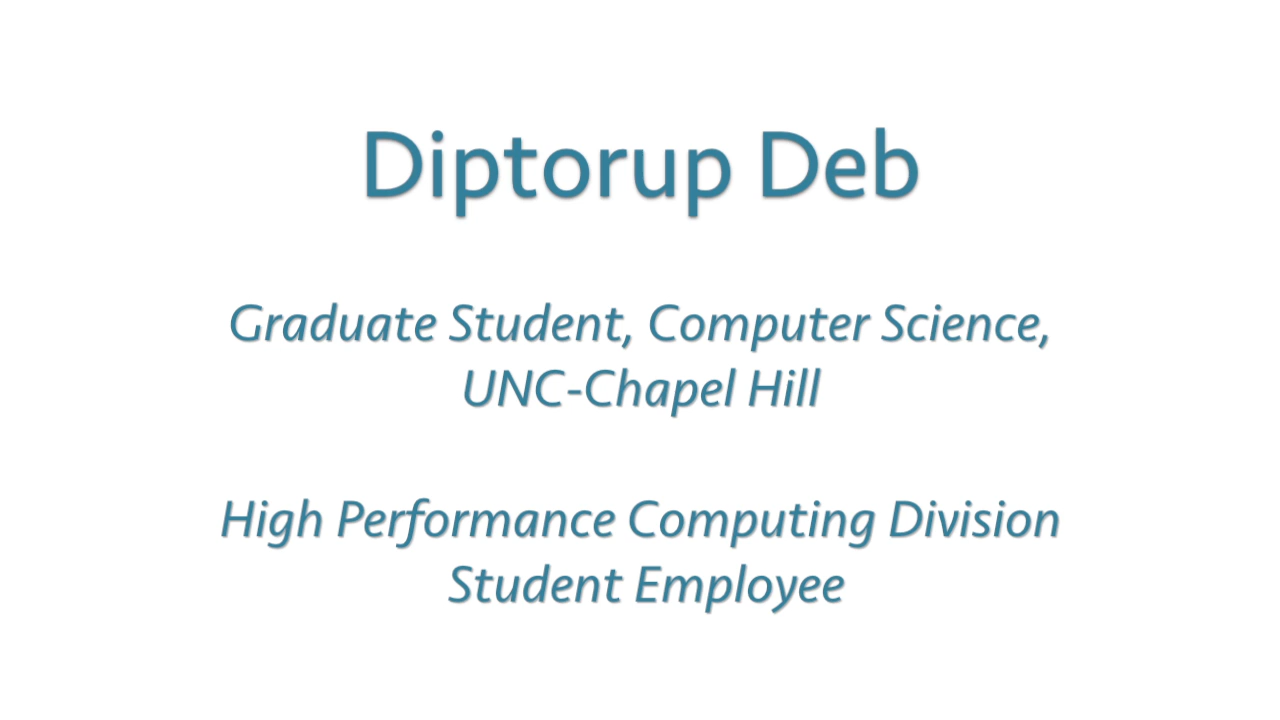 Diptorup Deb
Graduate Student, Computer Science,
UNC-Chapel Hill
High Performance Computing Division
Student Employee